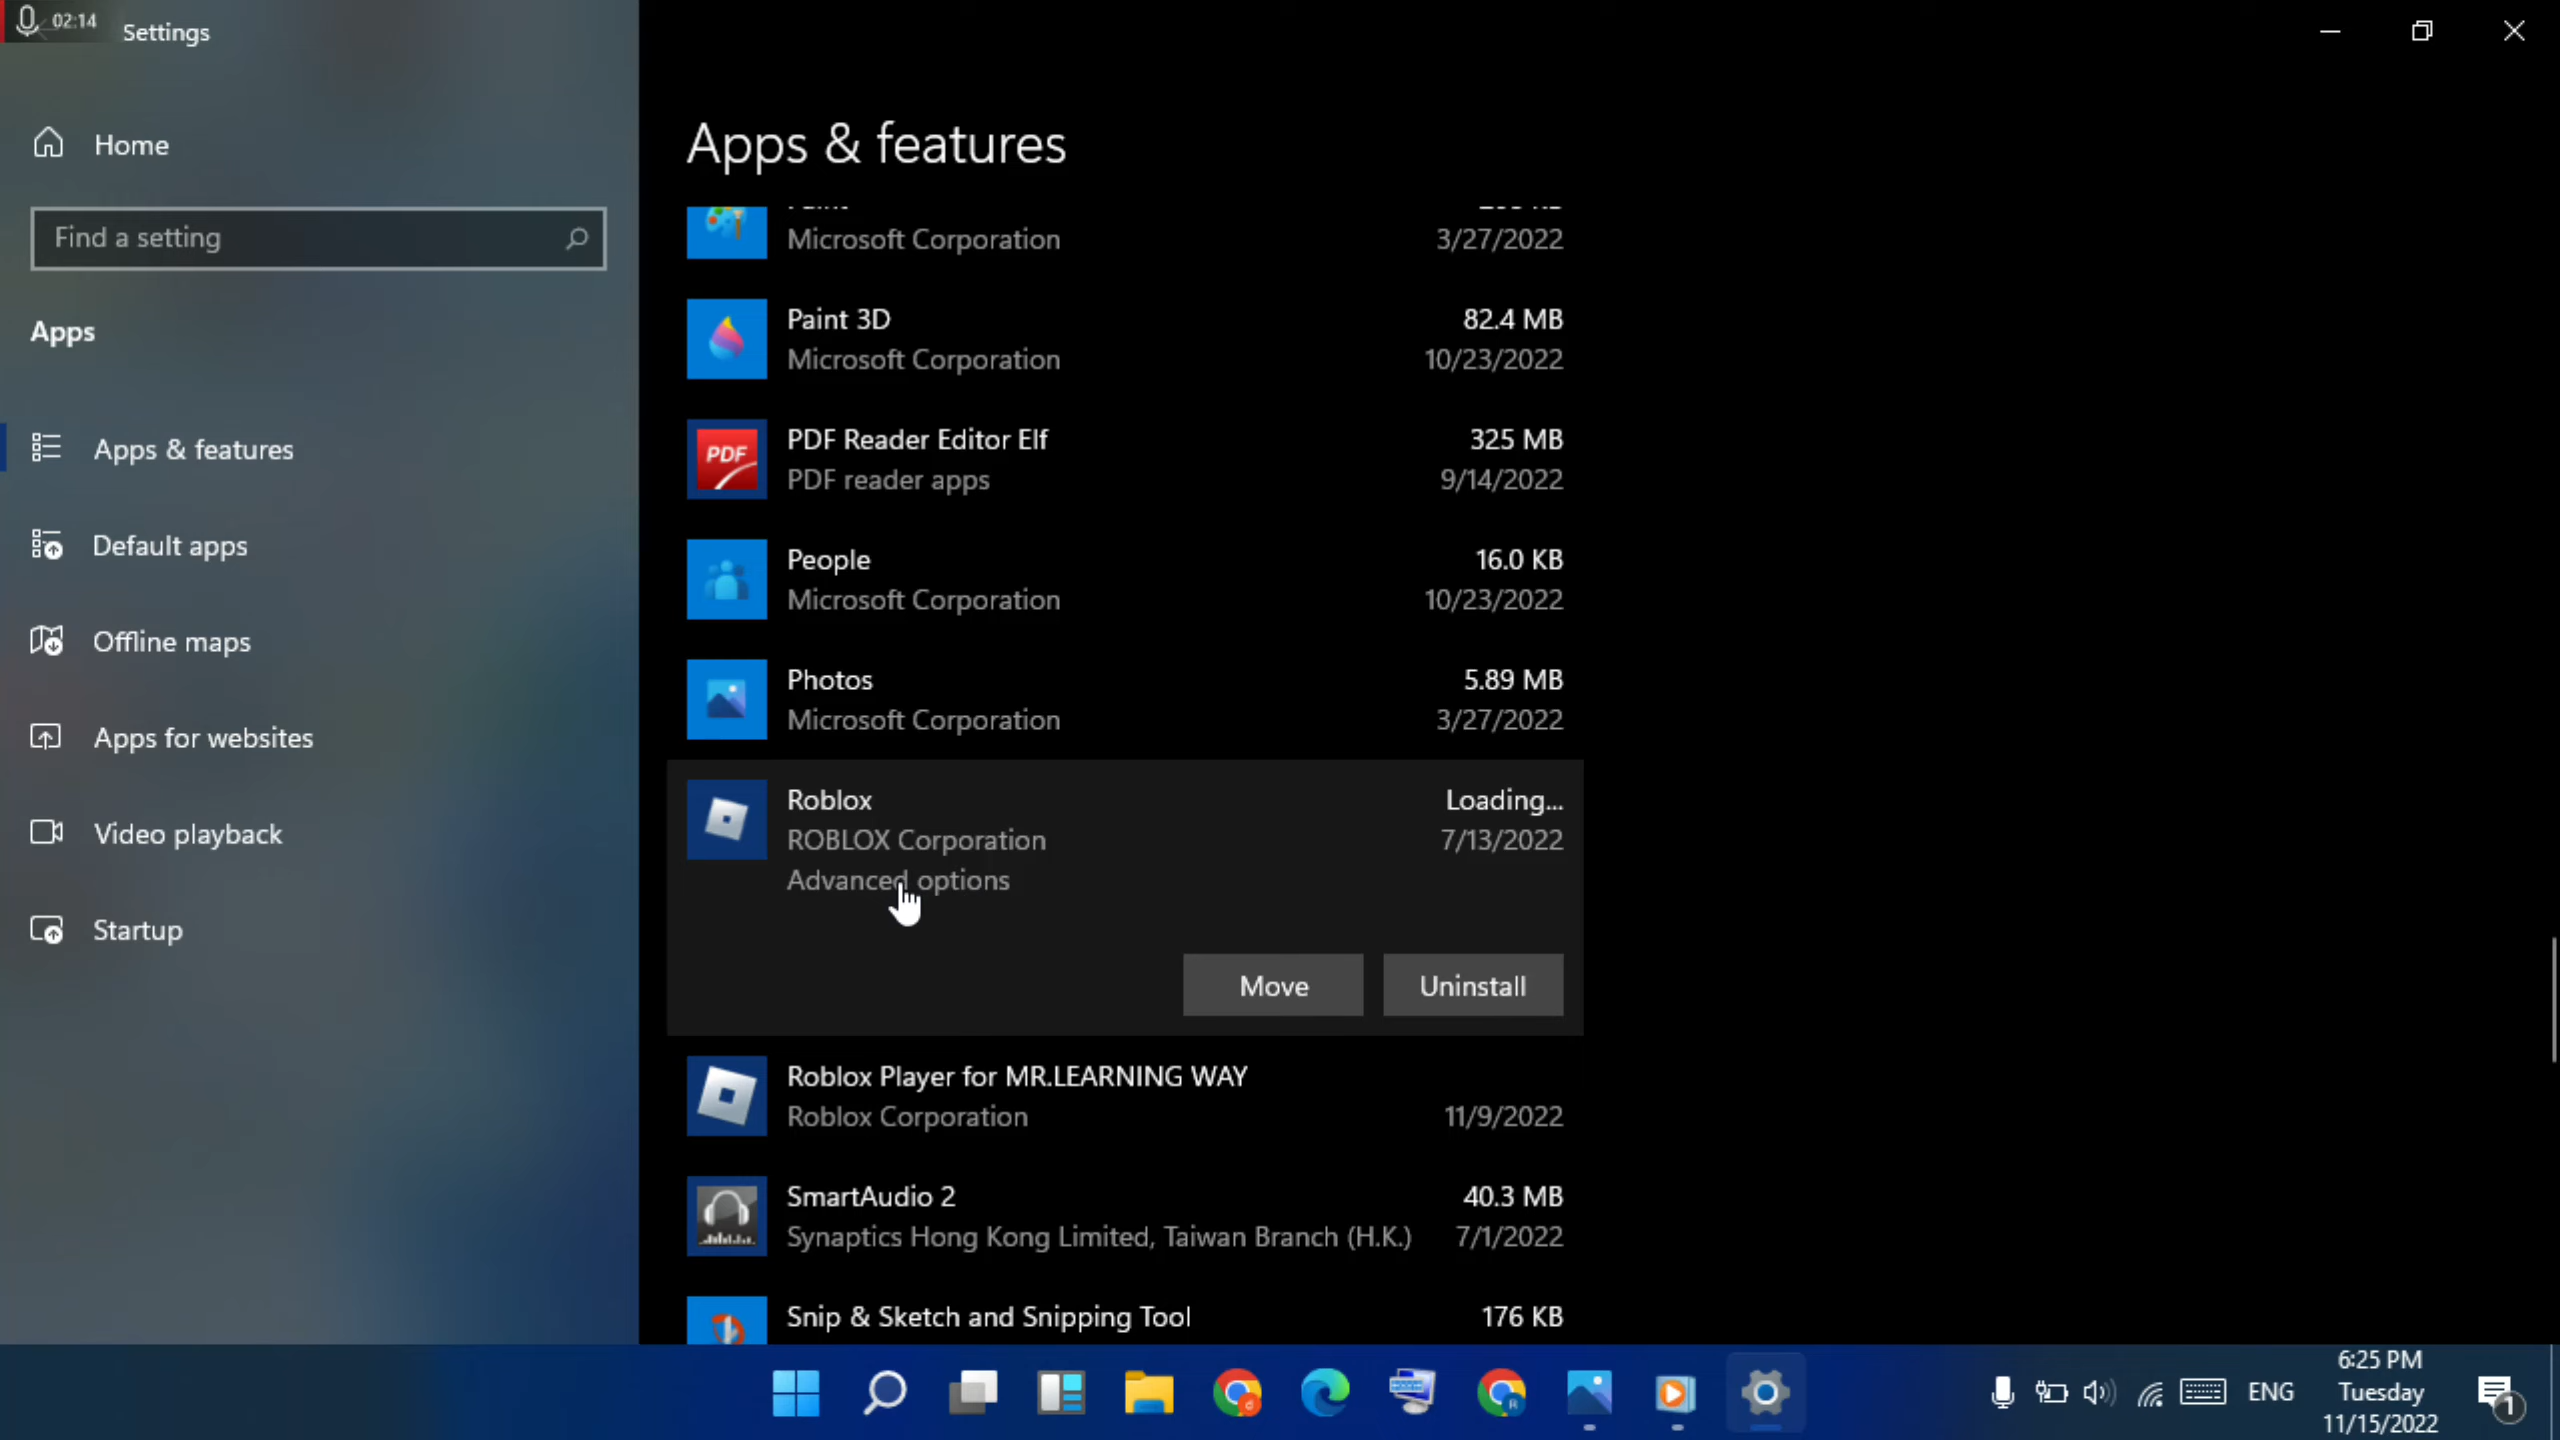 02:14
Settings
Home
Find a setting
Apps
Apps & features
Default apps
Offline maps
Apps for websites
Video playback
Startup
Apps & features
Microsoft Corporation
3/27/2022
Paint 3D
82.4 MB
Microsoft Corporation
10/23/2022
PDF
PDF Reader Editor Elf
325 MB
PDF reader apps
9/14/2022
People
16.0 KB
Microsoft Corporation
10/23/2022
Photos
5.89 MB
Microsoft Corporation
3/27/2022
Roblox
Loading...
ROBLOX Corporation
7/13/2022
Advanced options
Move
Uninstall
Roblox Player for MR.LEARNING WAY
Roblox Corporation
11/9/2022
SmartAudio 2
40.3 MB
Synaptics Hong Kong Limited, Taiwan Branch (H.K.)
7/1/2022
Snip & Sketch and Snipping Tool
176 KB
ENG
6:25 PM
Tuesday
11/15/2022
1